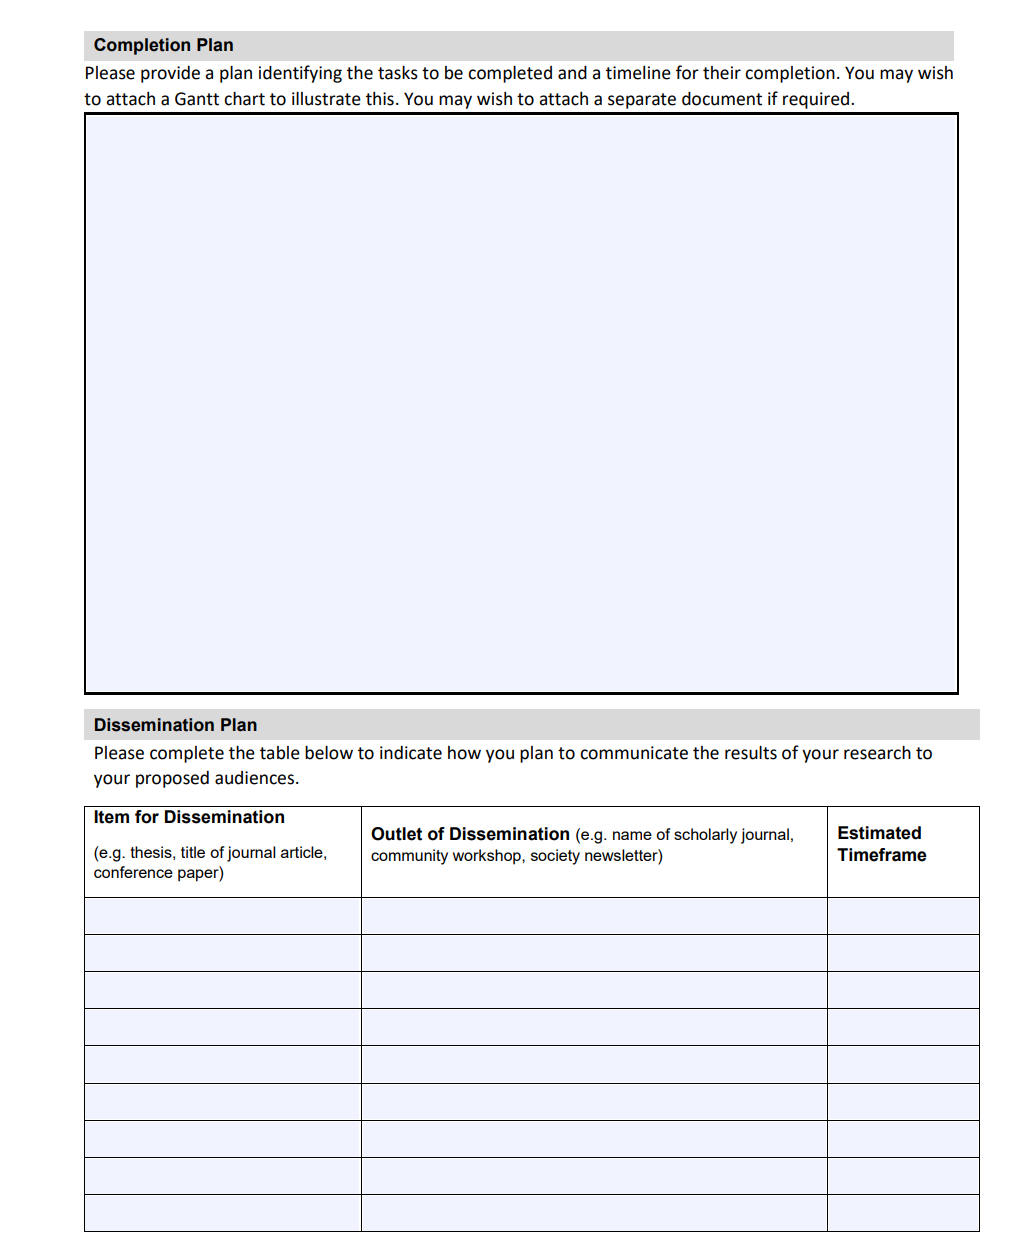 Completion Plan
Please provide a plan identifying the tasks to be completed and a timeline for their completion. You may wish
to attach a Gantt chart to illustrate this. You may wish to attach a separate document if required.
Dissemination Plan
Please complete the table below to indicate how you plan to communicate the results of your research to
your proposed audiences.
Item for Dissemination
(e.g. thesis, title of journal article,
conference paper)
Outlet of Dissemination (e.g. name of scholarly journal,
community workshop, society newsletter)
Estimated
Timeframe